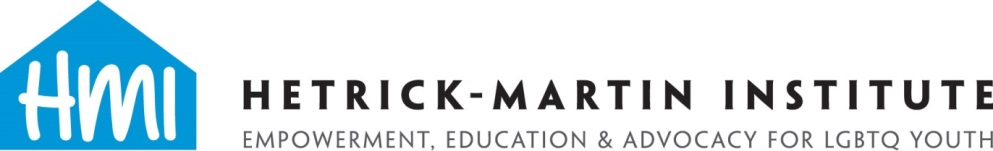 HMI
HETRICK-MARTIN INSTITUTE
EMPOWERMENT, EDUCATION & ADVOCACY FOR LGBTQ YOUTH